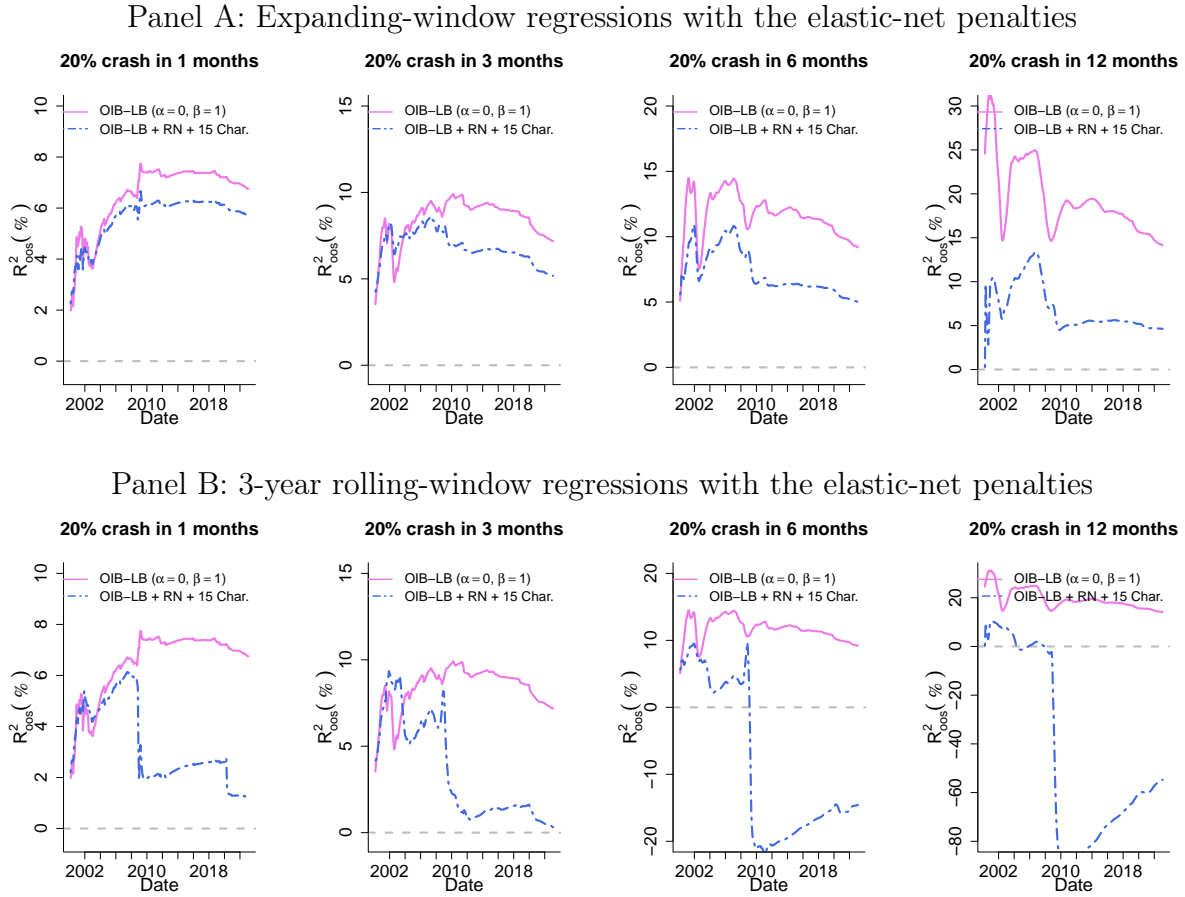 Panel A: Expanding-window regressions with the elastic-net penalties
20% crash in 1 months
OIB−LB (α = 0, β = 1)
OIB−LB + RN + 15 Char.
R²oos( % )
0 2 4 6 8 10
2002 2010 2018
Date
20% crash in 3 months
OIB−LB (α = 0, β = 1)
OIB−LB + RN + 15 Char.
R²oos( % )
0 5 10 15
2002 2010 2018
Date
20% crash in 6 months
OIB−LB (α = 0, β = 1)
OIB−LB + RN + 15 Char.
R²oos( % )
0 5 10 15 20
2002 2010 2018
Date
20% crash in 12 months
OIB−LB (α = 0, β = 1)
OIB−LB + RN + 15 Char.
R²oos( % )
0 5 10 15 20 25 30
2002 2010 2018
Date
Panel B: 3-year rolling-window regressions with the elastic-net penalties
20% crash in 1 months
OIB−LB (α = 0, β = 1)
OIB−LB + RN + 15 Char.
R²oos( % )
0 2 4 6 8 10
2002 2010 2018
Date
20% crash in 3 months
OIB−LB (α = 0, β = 1)
OIB−LB + RN + 15 Char.
R²oos( % )
0 5 10 15
2002 2010 2018
Date
20% crash in 6 months
OIB−LB (α = 0, β = 1)
OIB−LB + RN + 15 Char.
R²oos( % )
−20 −10 0 10 20
2002 2010 2018
Date
20% crash in 12 months
OIB−LB (α = 0, β = 1)
OIB−LB + RN + 15 Char.
R²oos( % )
−80 −60 −40 −20 0 20
2002 2010 2018
Date